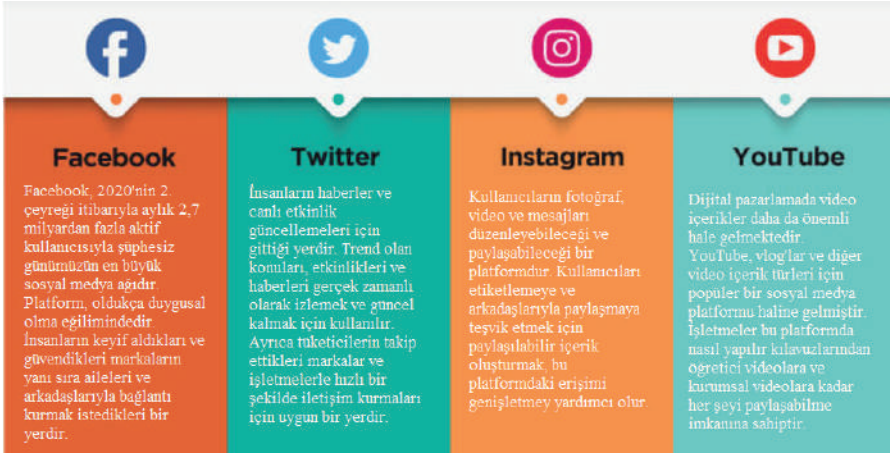 Facebook
Facebook, 2020'nin 2.
çeyreği itibarıyla aylık 2,7
milyardan fazla aktif
kullanıcısıyla şüphesiz
günümüzün en büyük
sosyal medya ağıdır.
Platform, oldukça duygusal
olma eğilimindedir.
İnsanların keyif aldıkları ve
güvendikleri markaların
yanı sıra aileleri ve
arkadaşlarıyla bağlantı
kurmak istedikleri bir
yerdir.
Twitter
İnsanların haberler ve
canlı etkinlik
güncellemeleri için
gittiği yerdir. Trend olan
konuları, etkinlikleri ve
haberleri gerçek zamanlı
olarak izlemek ve güncel
kalmak için kullanılır.
Ayrıca tüketicilerin takip
ettikleri markalar ve
işletmelerle hızlı bir
şekilde iletişim kurmaları
için uygun bir yerdir.
Instagram
Kullanıcıların fotoğraf,
video ve mesajları
düzenleyebileceği ve
paylaşabileceği bir
platformdur. Kullanıcıları
etiketlemeye ve
arkadaşlarıyla paylaşmaya
teşvik etmek için
paylaşılabilir içerik
oluşturmak, bu
platformdaki erişimi
genişletmey yardımcı olur.
YouTube
Dijital pazarlamada video
içerikler daha da önemli
hale gelmektedir.
YouTube, vlog'lar ve diğer
video içerik türleri için
popüler bir sosyal medya
platformu haline gelmiştir.
İşletmeler bu platformda
nasıl yapılır kılavuzlarından
öğretici videolara ve
kurumsal videolara kadar
her şeyi paylaşabilme
imkanına sahiptir.